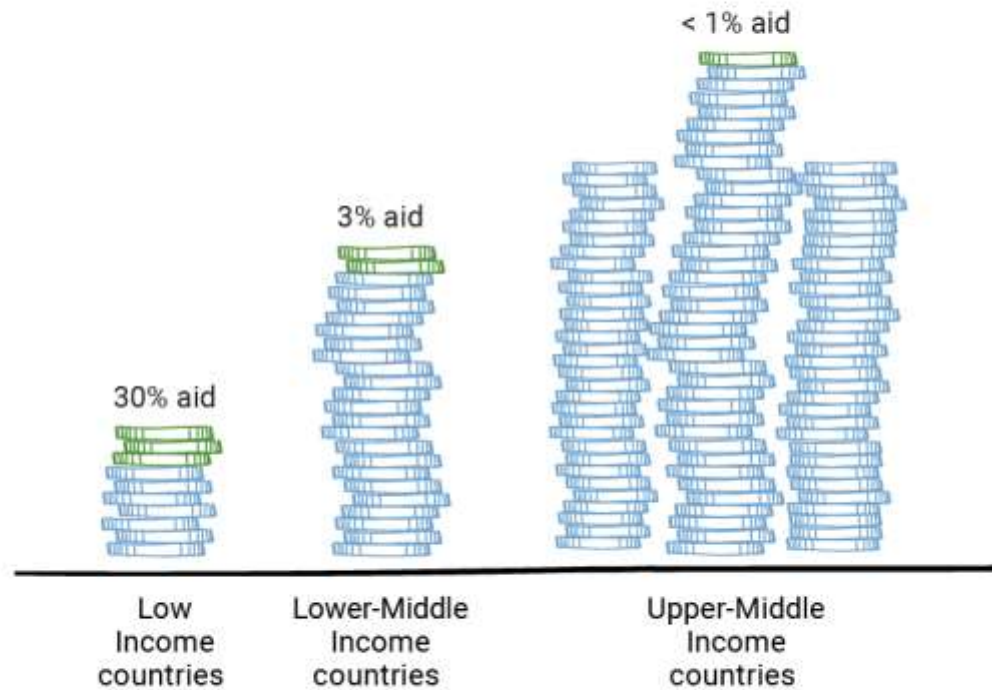 < 1% aid
3% aid
30% aid
Low
Income
countries
Lower-Middle
Income
countries
Upper-Middle
Income
countries